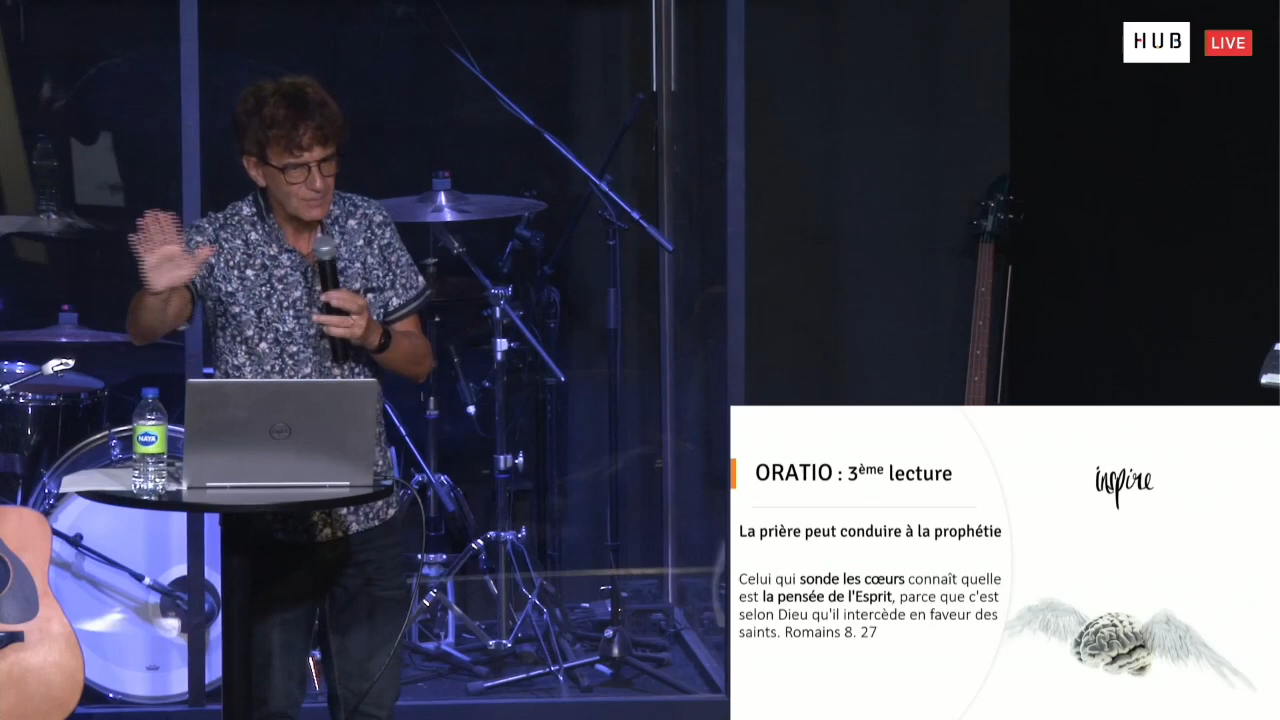 HUB
LIVE
NAYA
DELL
ORATIO : 3ème lecture
inspire
La prière peut conduire à la prophétie
Celui qui sonde les cœurs connaît quelle
est la pensée de l'Esprit, parce que c'est
selon Dieu qu'il intercède en faveur des
saints. Romains 8. 27